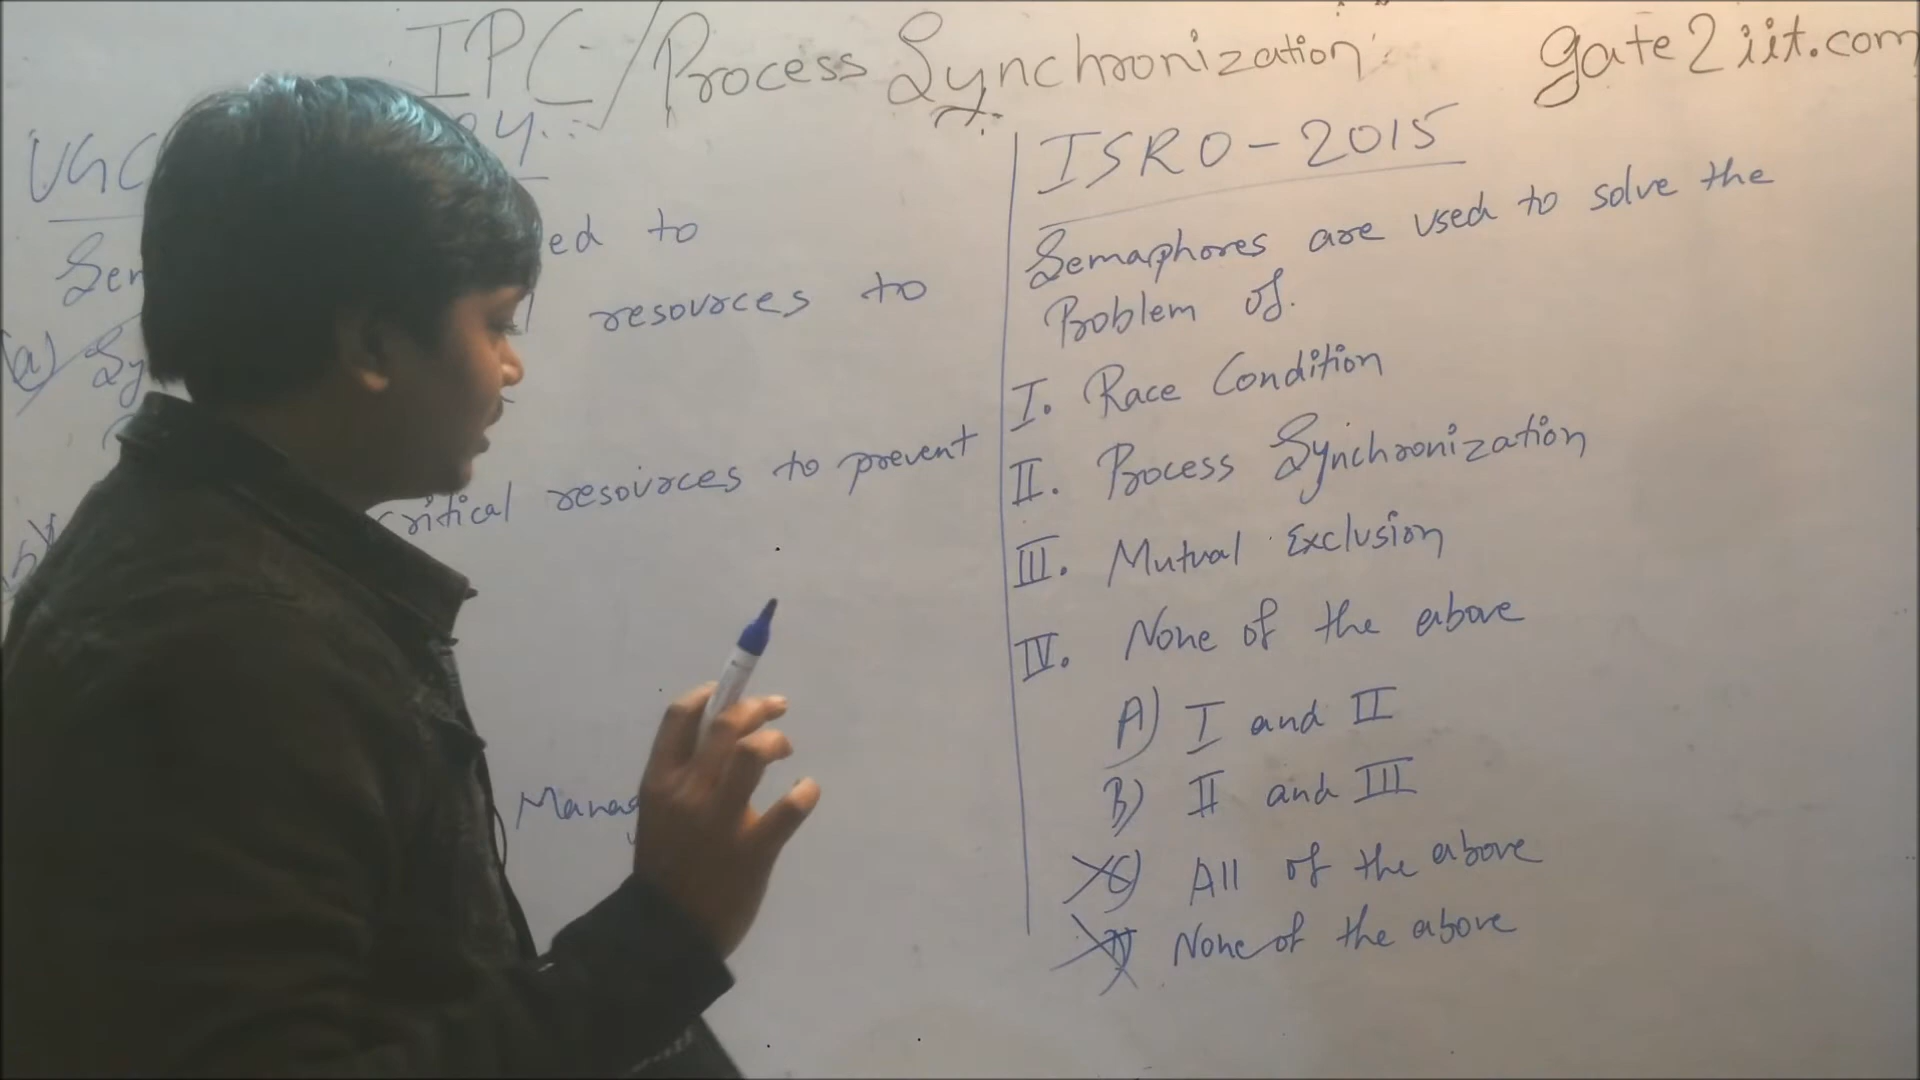 IPC/Process Synchronization
gate2iit.com
UGC
ed to
resources to
(a)
critical resources to prevent
ISRO-2015
Semaphores are used to solve the
Problem of.
I. Race Condition
II. Process Synchronization
III. Mutual Exclusion
IV. None of the above
A) I and II
B) II and III
C) All of the above
D) None of the above